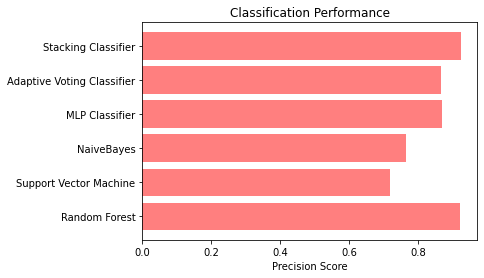 Classification Performance
Stacking Classifier
Adaptive Voting Classifier
MLP Classifier
NaiveBayes
Support Vector Machine
Random Forest
0.0 0.2 0.4 0.6 0.8
Precision Score